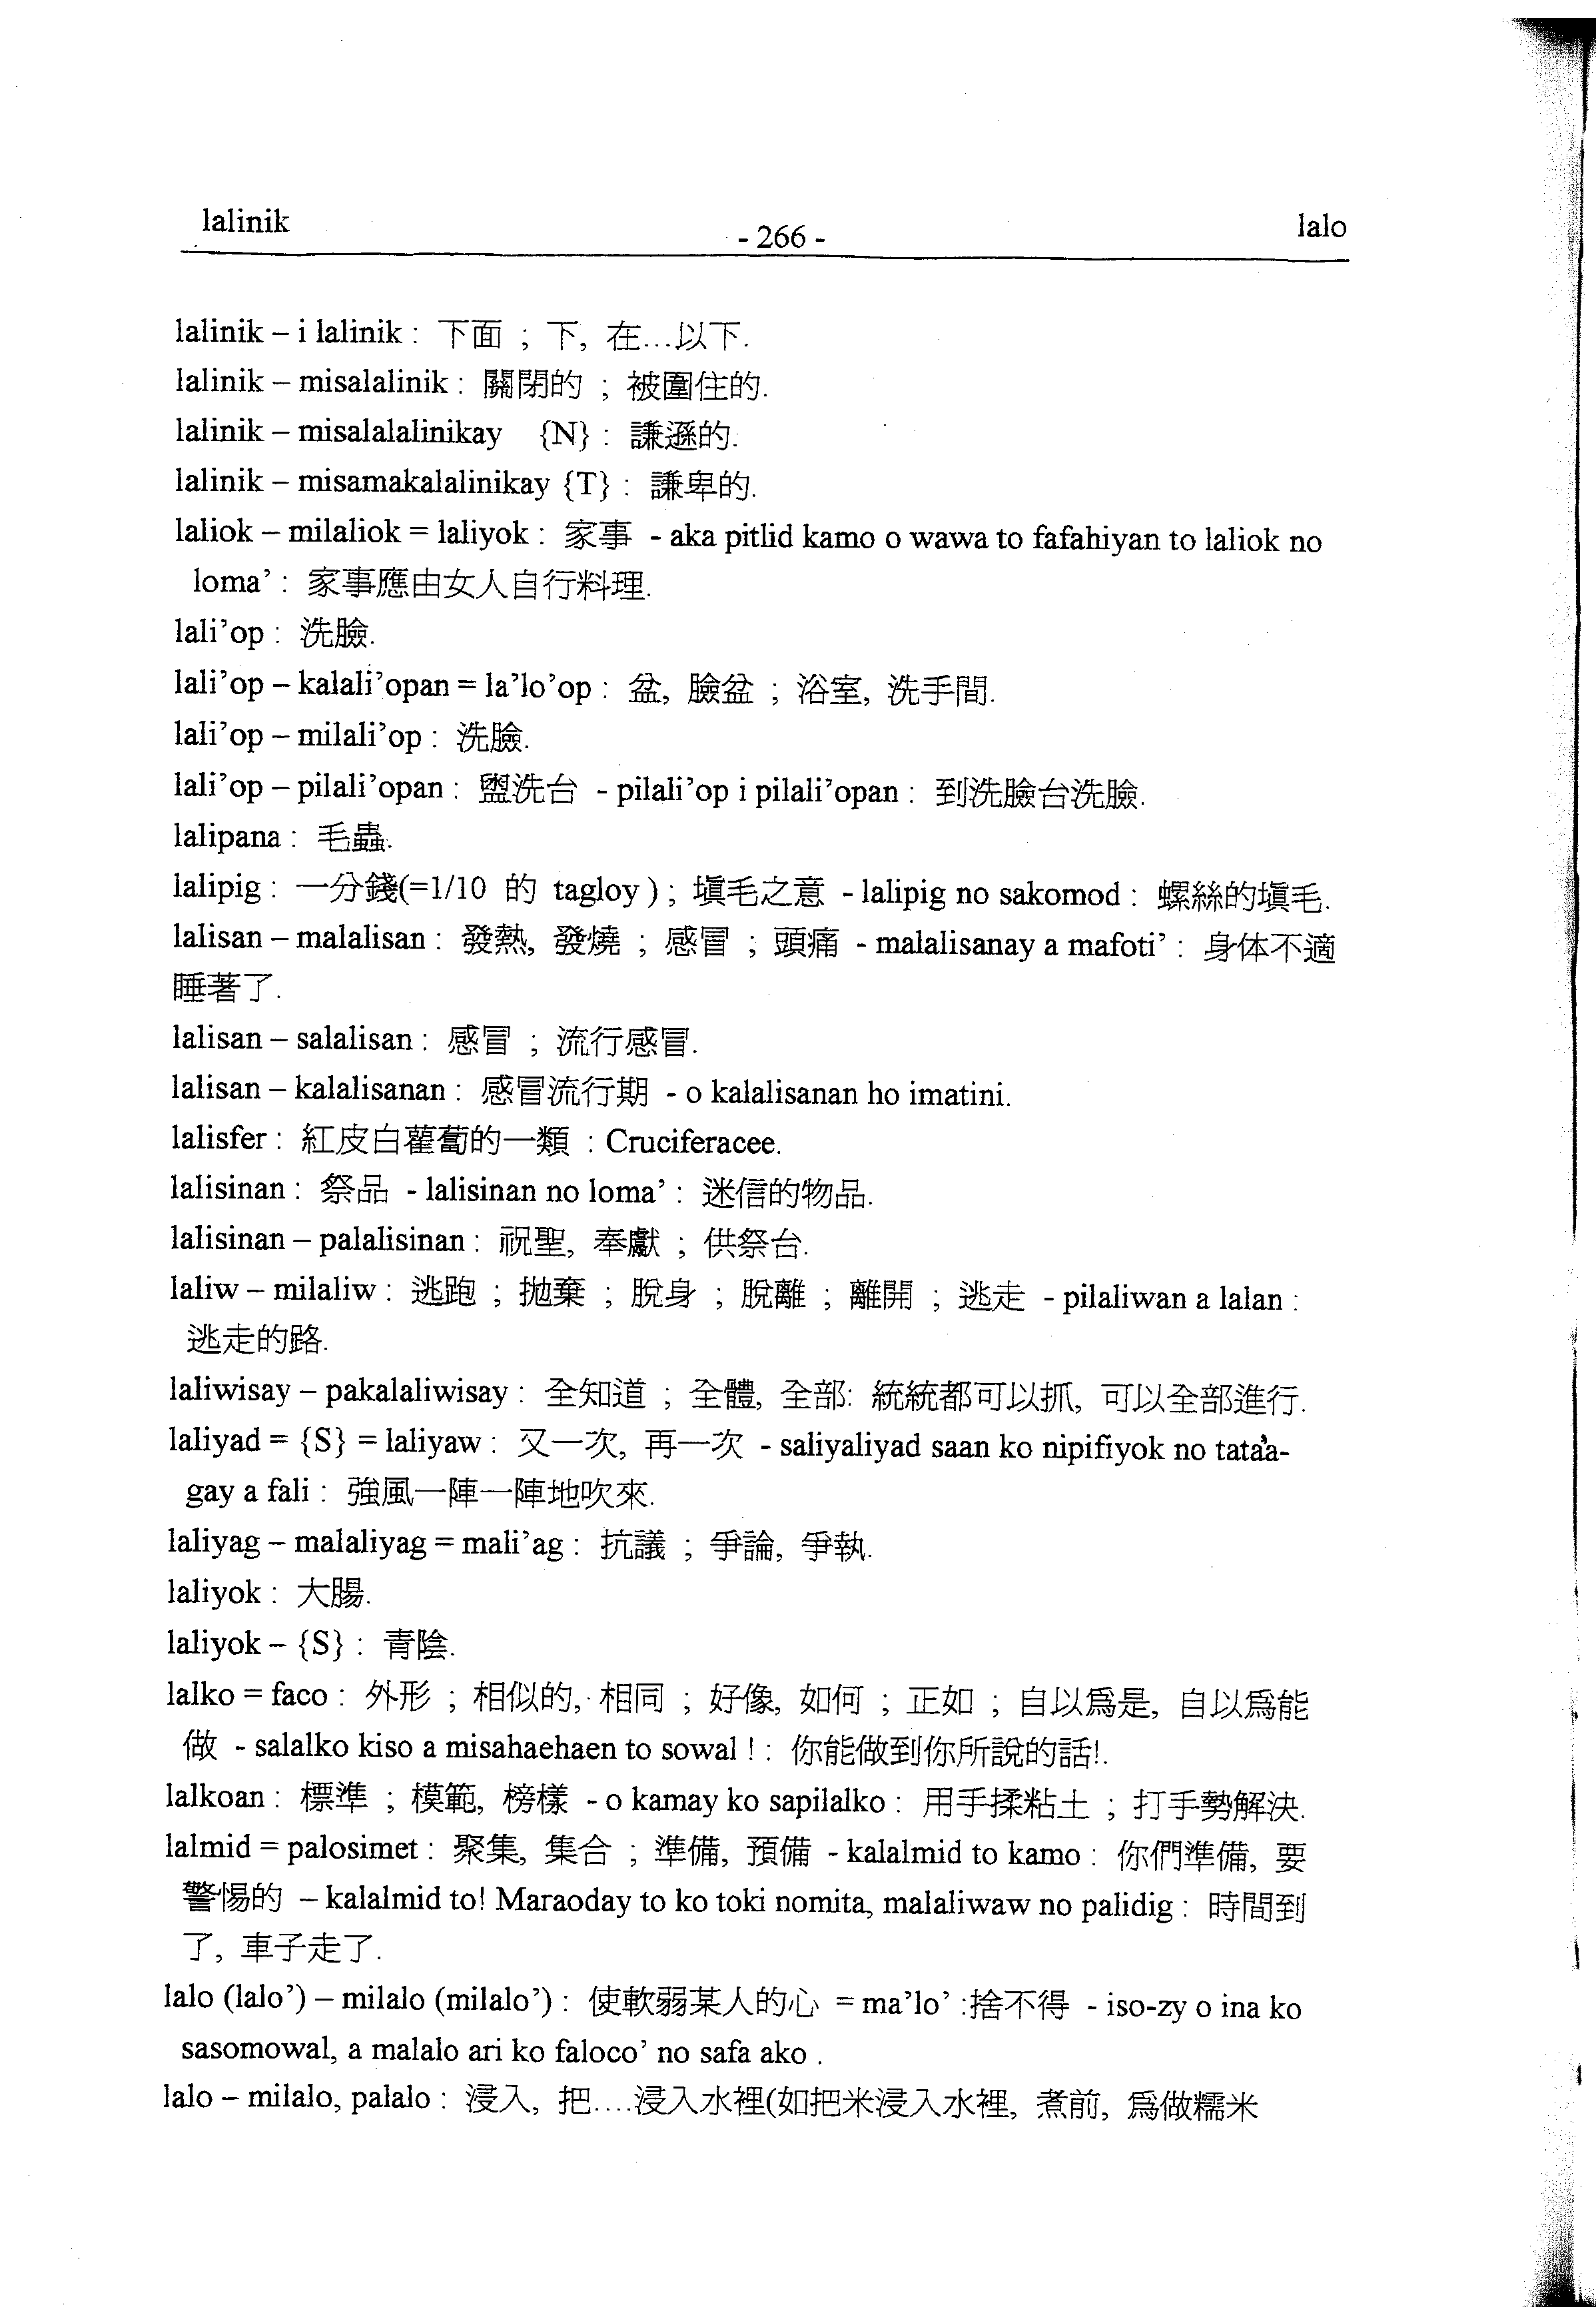 lalinik
- 266 -
lalo
lalinik – i lalinik : 下面 ; 下, 在...以下.
lalinik – misalalinik : 關閉的 ; 被圍住的.
lalinik – misalalalinikay {N} : 謙遜的.
lalinik – misamakalalinikay {T} : 謙卑的.
laliok – milaliok = laliyok : 家事 - aka pitlid kamo o wawa to fafahiyan to laliok no
loma’ : 家事應由女人自行料理.
lali’op : 洗臉.
lali’op – kalali’opan = la’lo’op : 盆, 臉盆 ; 浴室, 洗手間.
lali’op – milali’op : 洗臉.
lali’op – pilali’opan : 盥洗台 - pilali’op i pilali’opan : 到洗臉台洗臉.
lalipana : 毛蟲.
lalipig : 一分錢(=1/10 的 tagloy ) ; 塡毛之意 - lalipig no sakomod : 螺絲的塡毛.
lalisan – malalisan : 發熱, 發燒 ; 感冒 ; 頭痛 - malalisanay a mafoti’ : 身体不適
睡著了.
lalisan – salalisan : 感冒 ; 流行感冒.
lalisan – kalalisanan : 感冒流行期 - o kalalisanan ho imatini.
lalisfer : 紅皮白藋蔔的一類 : Cruciferacee.
lalisinan : 祭品 - lalisinan no loma’ : 迷信的物品.
lalisinan – palalisinan : 祝聖, 奉獻 ; 供祭台.
laliw – milaliw : 逃跑 ; 拋棄 ; 脫身 ; 脫離 ; 離開 ; 逃走 - pilaliwan a lalan :
逃走的路.
laliwisay – pakalaliwisay : 全知道 ; 全體, 全部: 統統都可以抓, 可以全部進行.
laliyad = {S} = laliyaw : 又一次, 再一次 - saliyaliyad saan ko nipifiyok no tata’a-
gay a fali : 強風一陣一陣地吹來.
laliyag – malaliyag = mali’ag : 抗議 ; 爭論, 爭執.
laliyok : 大腸.
laliyok – {S} : 青陰.
lalko = faco : 外形 ; 相似的, 相同 ; 好像, 如何 ; 正如 ; 自以爲是, 自以爲能
做 - salalko kiso a misahaehaen to sowal ! : 你能做到你所說的話!.
lalkoan : 標準 ; 模範, 榜樣 - o kamay ko sapilalko : 用手揉粘土 ; 打手勢解決.
lalmid = palosimet : 聚集, 集合 ; 準備, 預備 - kalalmid to kamo : 你們準備, 要
警惕的 – kalalmid to! Maraoday to ko toki nomita, malaliwaw no palidig : 時間到
了, 車子走了.
lalo (lalo’) – milalo (milalo’) : 使軟弱某人的心 = ma’lo’ :捨不得 - iso-zy o ina ko
sasomowal, a malalo ari ko faloco’ no safa ako .
lalo – milalo, palalo : 浸入, 把....浸入水裡(如把米浸入水裡, 煮前, 爲做糯米